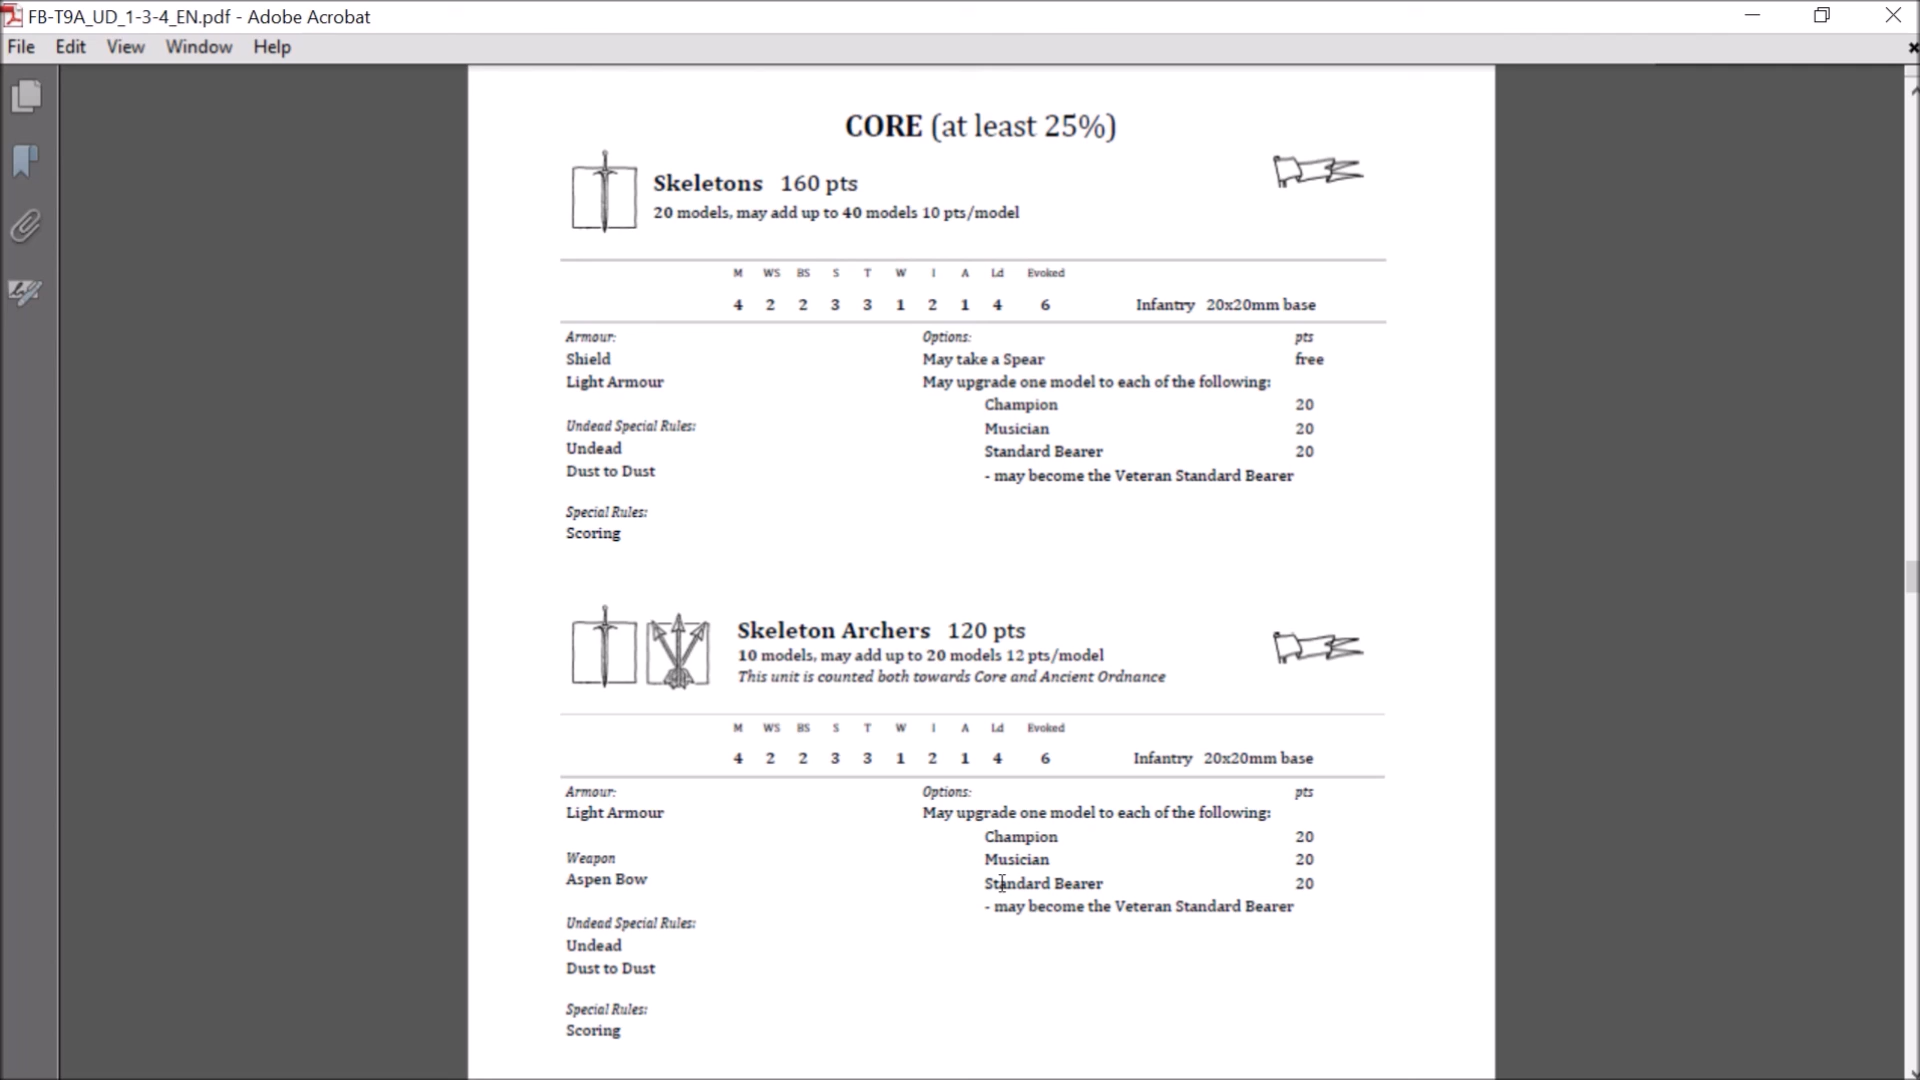 FB-T9A_UD_1-3-4_EN.pdf - Adobe Acrobat
File Edit View Window Help
CORE (at least 25%)
Skeletons 160 pts
20 models, may add up to 40 models 10 pts/model
M WS BS S T W I A Ld Evoked
4 2 2 3 3 1 2 1 4 6 Infantry 20x20mm base
Armour: Options: pts
Shield May take a Spear free
Light Armour May upgrade one model to each of the following:
Champion 20
Undead Special Rules: Musician 20
Undead Standard Bearer 20
Dust to Dust - may become the Veteran Standard Bearer
Special Rules:
Scoring
Skeleton Archers 120 pts
10 models, may add up to 20 models 12 pts/model
This unit is counted both towards Core and Ancient Ordnance
M WS BS S T W I A Ld Evoked
4 2 2 3 3 1 2 1 4 6 Infantry 20x20mm base
Armour: Options: pts
Light Armour May upgrade one model to each of the following:
Champion 20
Weapon Musician 20
Aspen Bow Standard Bearer 20
- may become the Veteran Standard Bearer
Undead Special Rules:
Undead
Dust to Dust
Special Rules:
Scoring